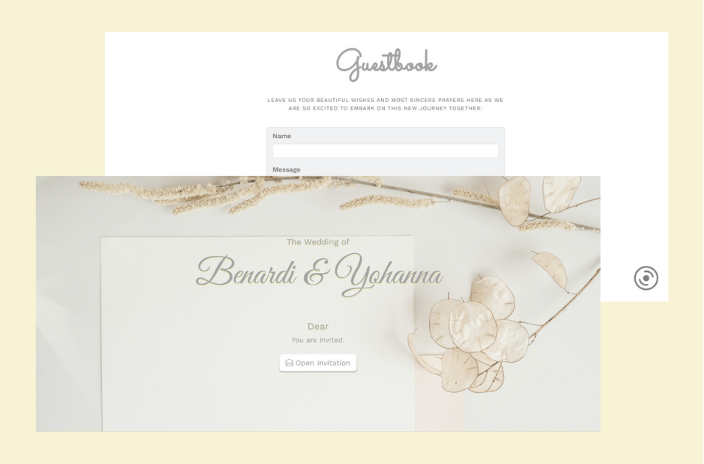 Guestbook
LEAVE US YOUR BEAUTIFUL WISHES AND MOST SINCERE PRAYERS HERE AS WE
ARE SO EXCITED TO EMBARK ON THIS NEW JOURNEY TOGETHER:
Name
Message
The Wedding of
Benardi & Yohanna
Dear
You are invited.
Open Invitation